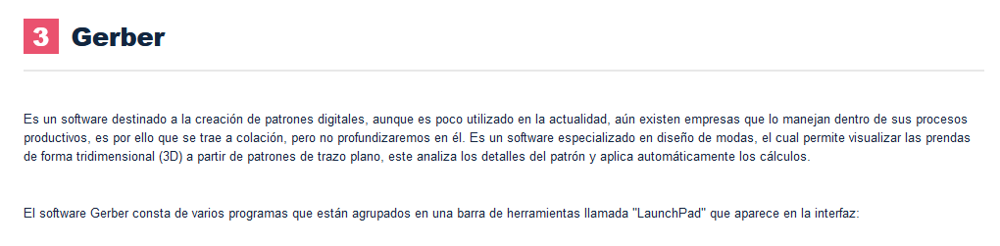 3 Gerber
Es un software destinado a la creación de patrones digitales, aunque es poco utilizado en la actualidad, aún existen empresas que lo manejan dentro de sus procesos
productivos, es por ello que se trae a colación, pero no profundizaremos en él. Es un software especializado en diseño de modas, el cual permite visualizar las prendas
de forma tridimensional (3D) a partir de patrones de trazo plano, este analiza los detalles del patrón y aplica automáticamente los cálculos.
El software Gerber consta de varios programas que están agrupados en una barra de herramientas llamada "LaunchPad" que aparece en la interfaz: